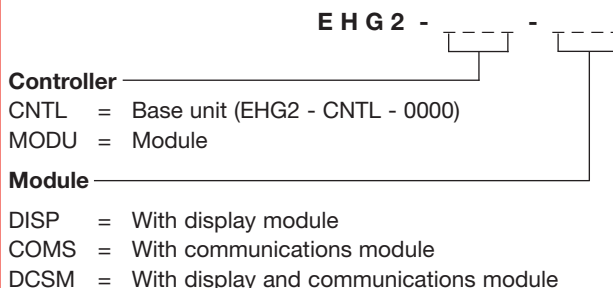 EHG2 - ____ - ____
Controller
CNTL = Base unit (EHG2 - CNTL - 0000)
MODU = Module
Module
DISP = With display module
COMS = With communications module
DCSM = With display and communications module